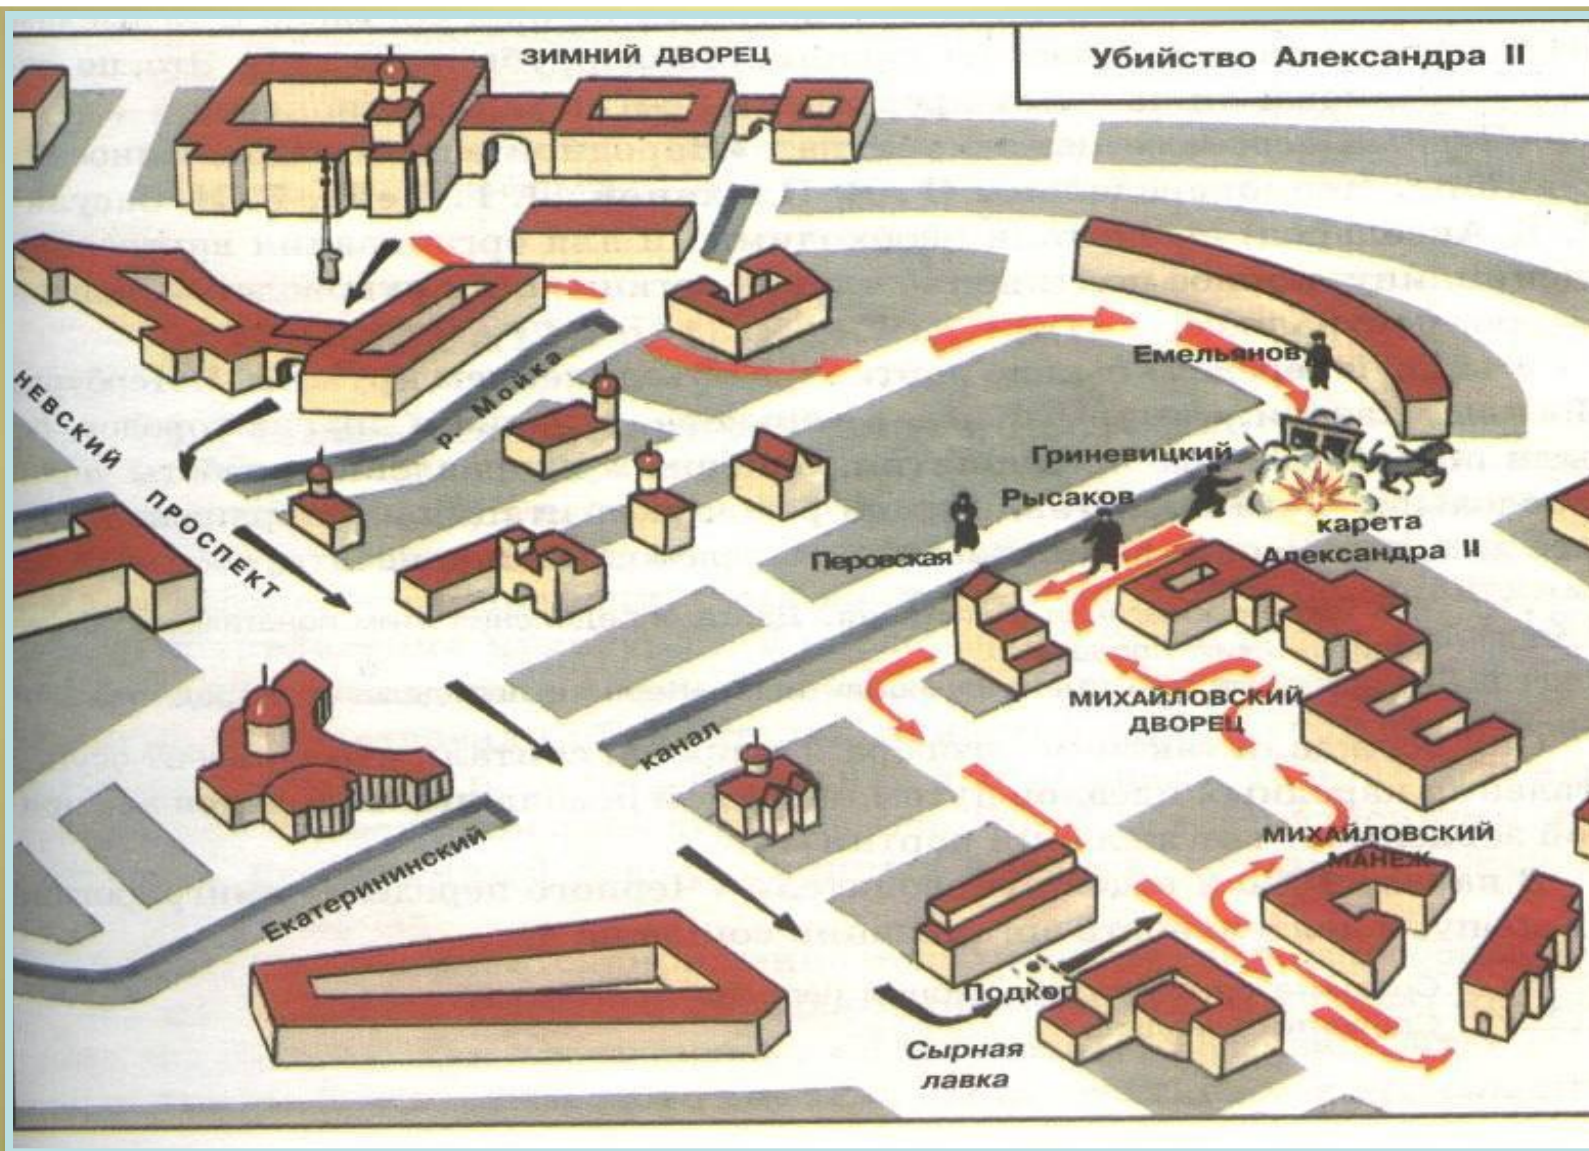 ЗИМНИЙ ДВОРЕЦ
Убийство Александра II
р. Мойка
НЕВСКИЙ ПРОСПЕКТ
Емельянов
Гриневицкий
Рысаков
Перовская
карета
Александра II
МИХАЙЛОВСКИЙ
ДВОРЕЦ
канал
Екатерининский
МИХАЙЛОВСКИЙ
МАНЕЖ
Подкоп
Сырная
лавка